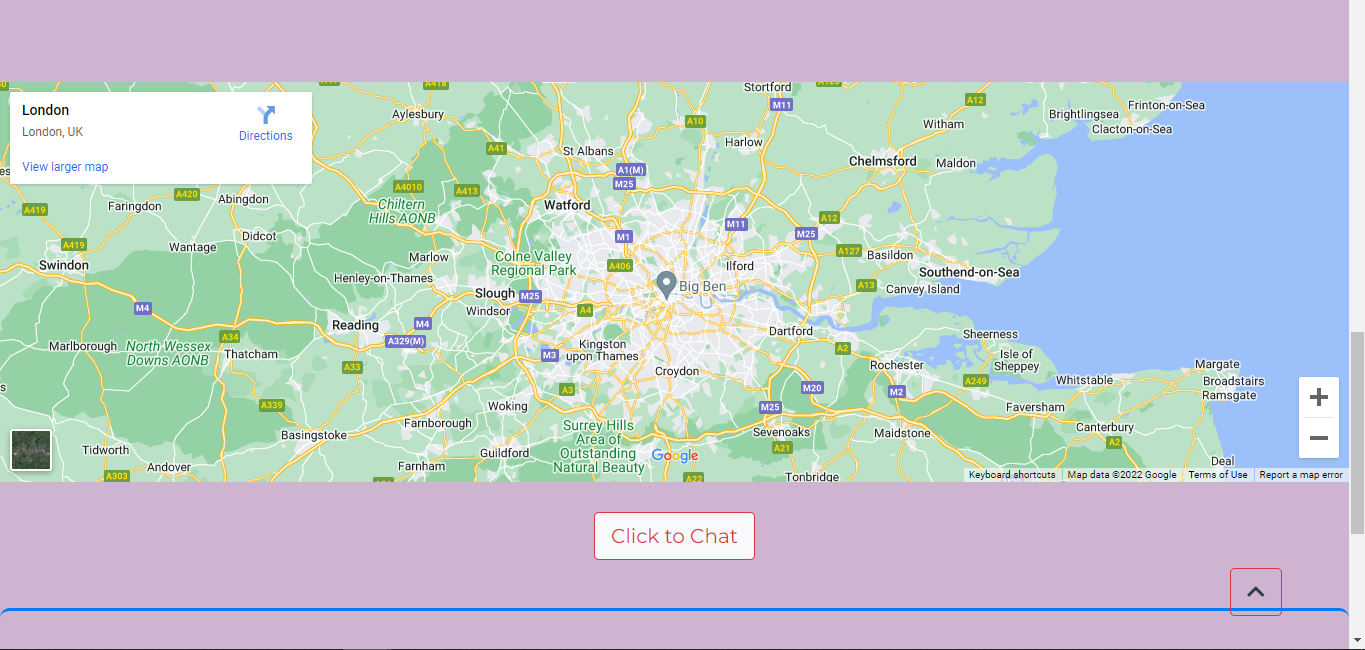 London
London, UK
Directions
View larger map
Stortford
M11
A12
Frinton-on-Sea
Aylesbury
A10
Witham
Brightlingsea
Clacton-on-Sea
A41
St Albans
Harlow
Chelmsford
Maldon
A1(M)
M25
A4010
A413
A420
Abingdon
Faringdon
A419
Chiltern
Hills AONB
Watford
A12
M11
M25
M1
Didcot
A419
Wantage
Swindon
Marlow
Colne Valley
Regional Park
A406
Ilford
A127
Basildon
Southend-on-Sea
Henley-on-Thames
Big Ben
A13
Canvey Island
Slough
M25
Windsor
A4
M4
Reading
M4
A329(M)
Dartford
Sheerness
A34
Marlborough
North Wessex
Downs AONB
Thatcham
Kingston
upon Thames
M3
A2
Isle of
Sheppey
Rochester
A33
Croydon
Margate
Broadstairs
Ramsgate
Whitstable
A249
M20
M2
A3
A339
Woking
M25
Faversham
Farnborough
Basingstoke
Surrey Hills
Area of
Outstanding
Natural Beauty
Sevenoaks
A21
Maidstone
Canterbury
A2
Tidworth
Andover
A303
Guildford
Farnham
Google
Deal
A22
Tonbridge
Keyboard shortcuts
Map data ©2022 Google
Terms of Use
Report a map error
Click to Chat